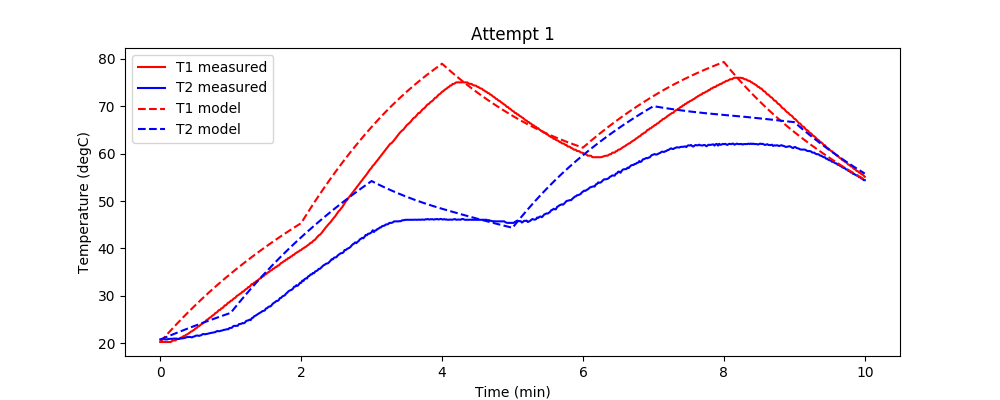 Attempt 1
T1 measured
T2 measured
T1 model
T2 model
80
70
60
50
40
30
20
Temperature (degC)
0 2 4 6 8 10
Time (min)